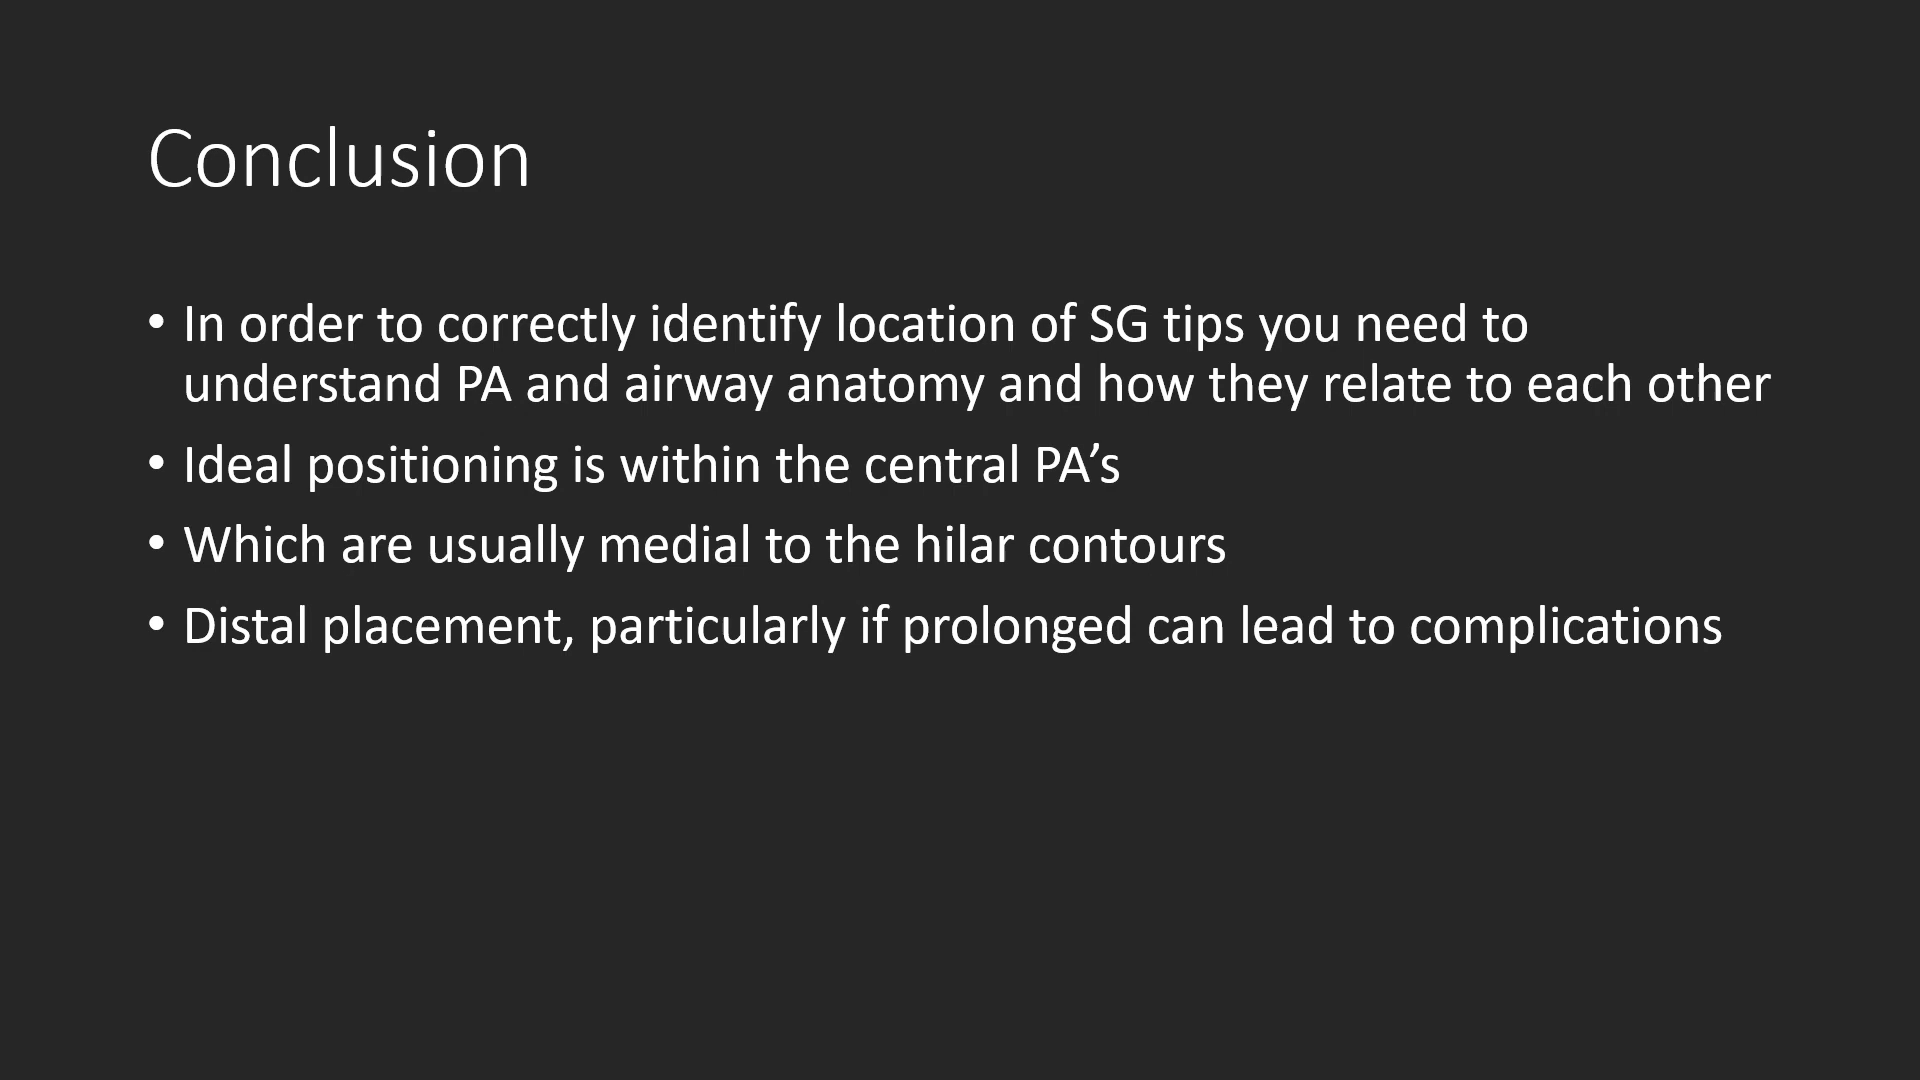 Conclusion
• In order to correctly identify location of SG tips you need to
understand PA and airway anatomy and how they relate to each other
• Ideal positioning is within the central PA’s
• Which are usually medial to the hilar contours
• Distal placement, particularly if prolonged can lead to complications